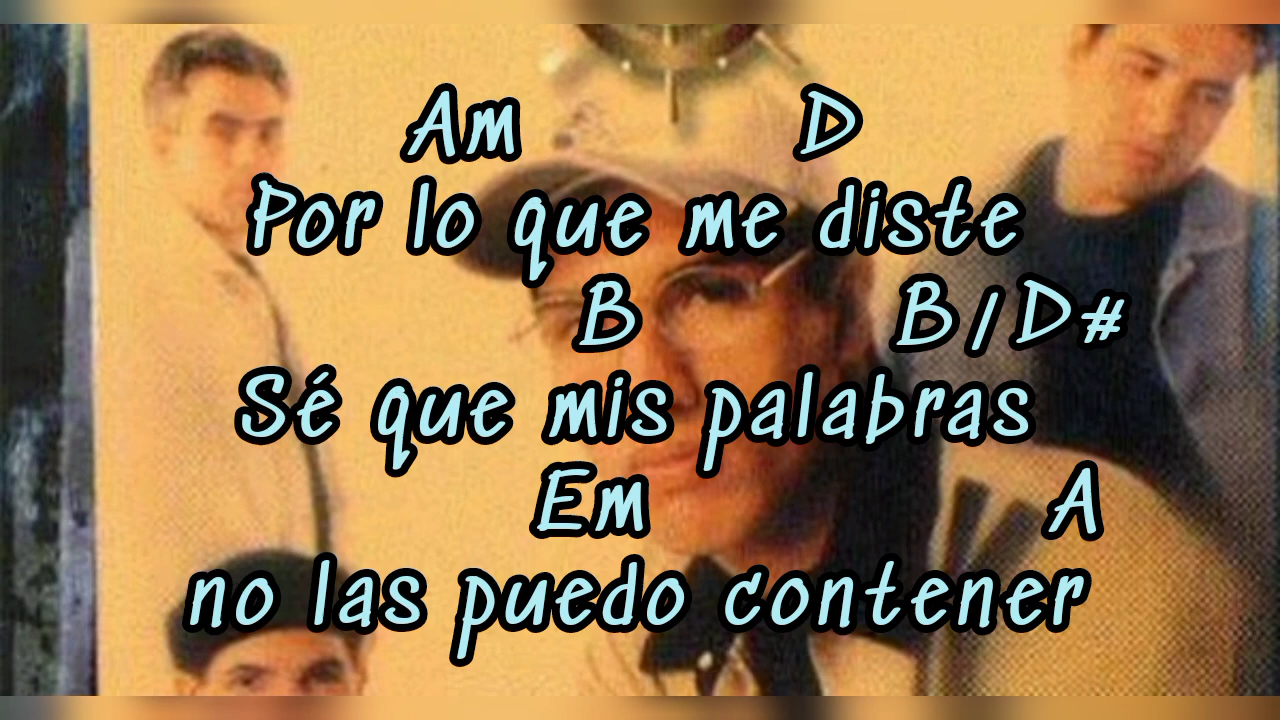 Am D
Por lo que me diste
B B/D#
Sé que mis palabras
Em A
no las puedo contener